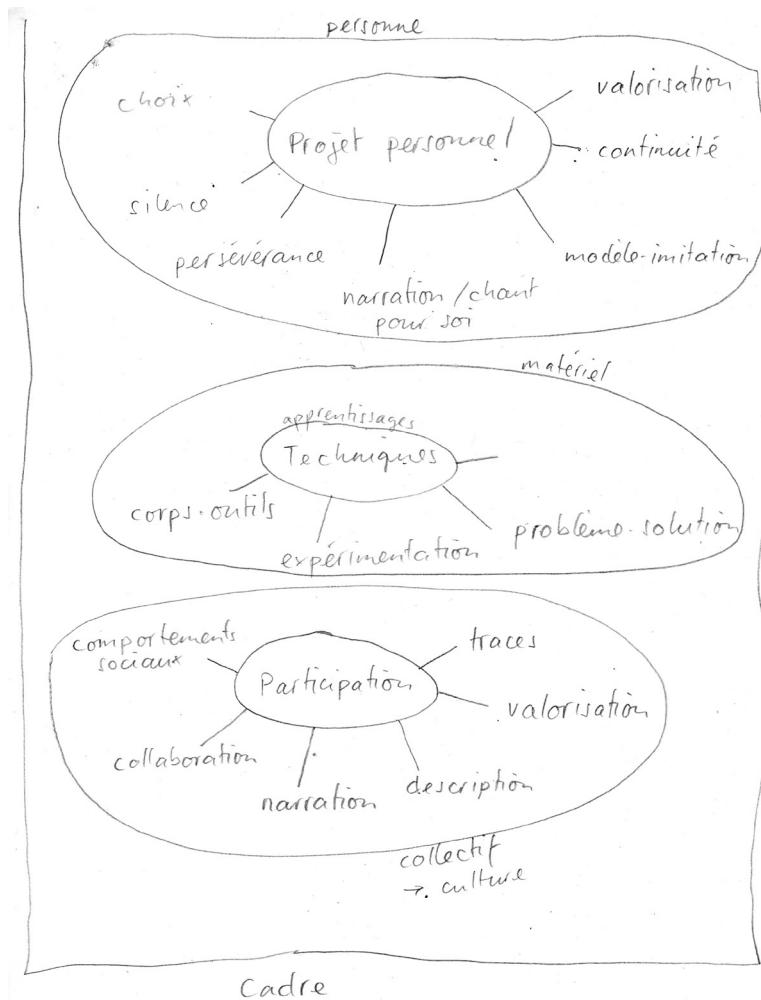 personne
choix
Projet personnel
valorisation
continuité
silence
persévérance
modèle-imitation
narration / chant
pour soi
matériel
apprentissages
Techniques
corps-outils
expérimentation
problème-solution
comportements
sociaux
Participation
traces
valorisation
collaboration
narration
description
collectif
→ culture
Cadre